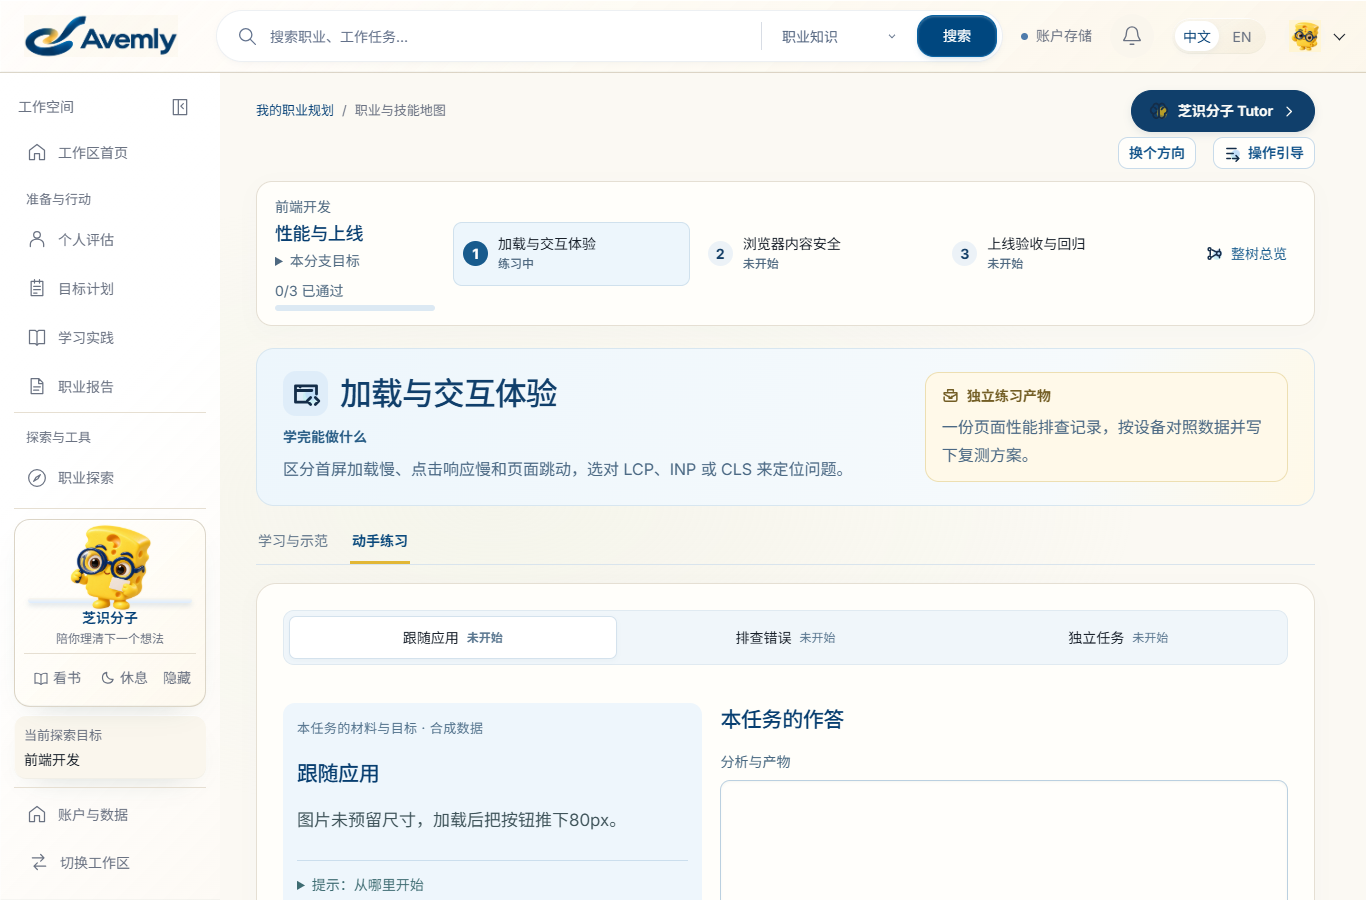 Avemly
搜索职业、工作任务...
职业知识
搜索
账户存储
中文
EN
工作空间
工作区首页
准备与行动
个人评估
目标计划
学习实践
职业报告
探索与工具
职业探索
芝识分子
陪你理清下一个想法
看书
休息
隐藏
当前探索目标
前端开发
账户与数据
切换工作区
我的职业规划 / 职业与技能地图
芝识分子 Tutor
换个方向
操作引导
前端开发
性能与上线
本分支目标
0/3 已通过
1
加载与交互体验
练习中
2
浏览器内容安全
未开始
3
上线验收与回归
未开始
整树总览
加载与交互体验
学完能做什么
区分首屏加载慢、点击响应慢和页面跳动，选对 LCP、INP 或 CLS 来定位问题。
独立练习产物
一份页面性能排查记录，按设备对照数据并写
下复测方案。
学习与示范
动手练习
跟随应用 未开始
排查错误 未开始
独立任务 未开始
本任务的材料与目标 · 合成数据
跟随应用
图片未预留尺寸，加载后把按钮推下80px。
提示：从哪里开始
本任务的作答
分析与产物